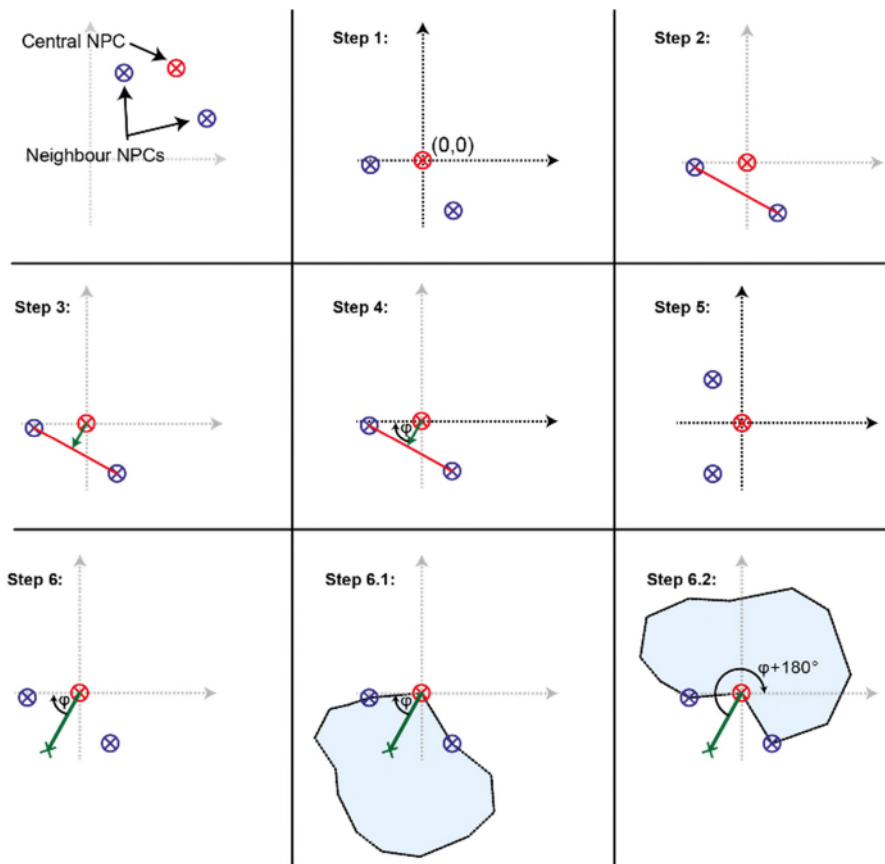 Central NPC
Neighbour NPCs
Step 1:
(0,0)
Step 2:
Step 3:
Step 4:
φ
Step 5:
Step 6:
φ
Step 6.1:
φ
Step 6.2:
φ+180°